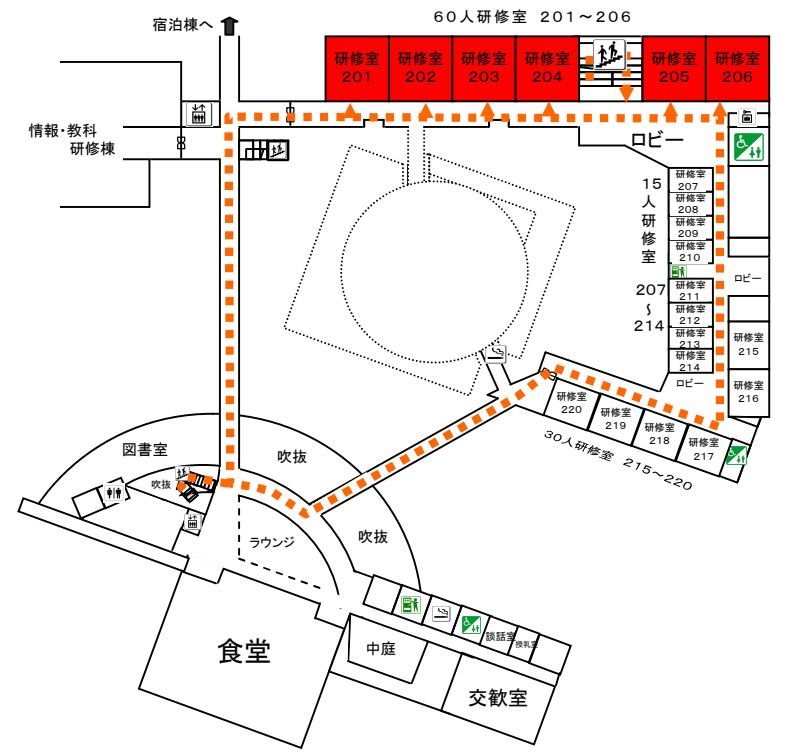 宿泊棟へ
60人研修室 201～206
研修室
201
研修室
202
研修室
203
研修室
204
研修室
205
研修室
206
情報・教科
研修棟
ロビー
15人研修室
207
～
214
研修室
207
研修室
208
研修室
209
研修室
210
研修室
211
研修室
212
研修室
213
研修室
214
ロビー
ロビー
研修室
215
研修室
216
研修室
220
研修室
219
研修室
218
研修室
217
30人研修室 215～220
図書室
吹抜
吹抜
吹抜
ラウンジ
食堂
中庭
談話室
授乳室
交歓室